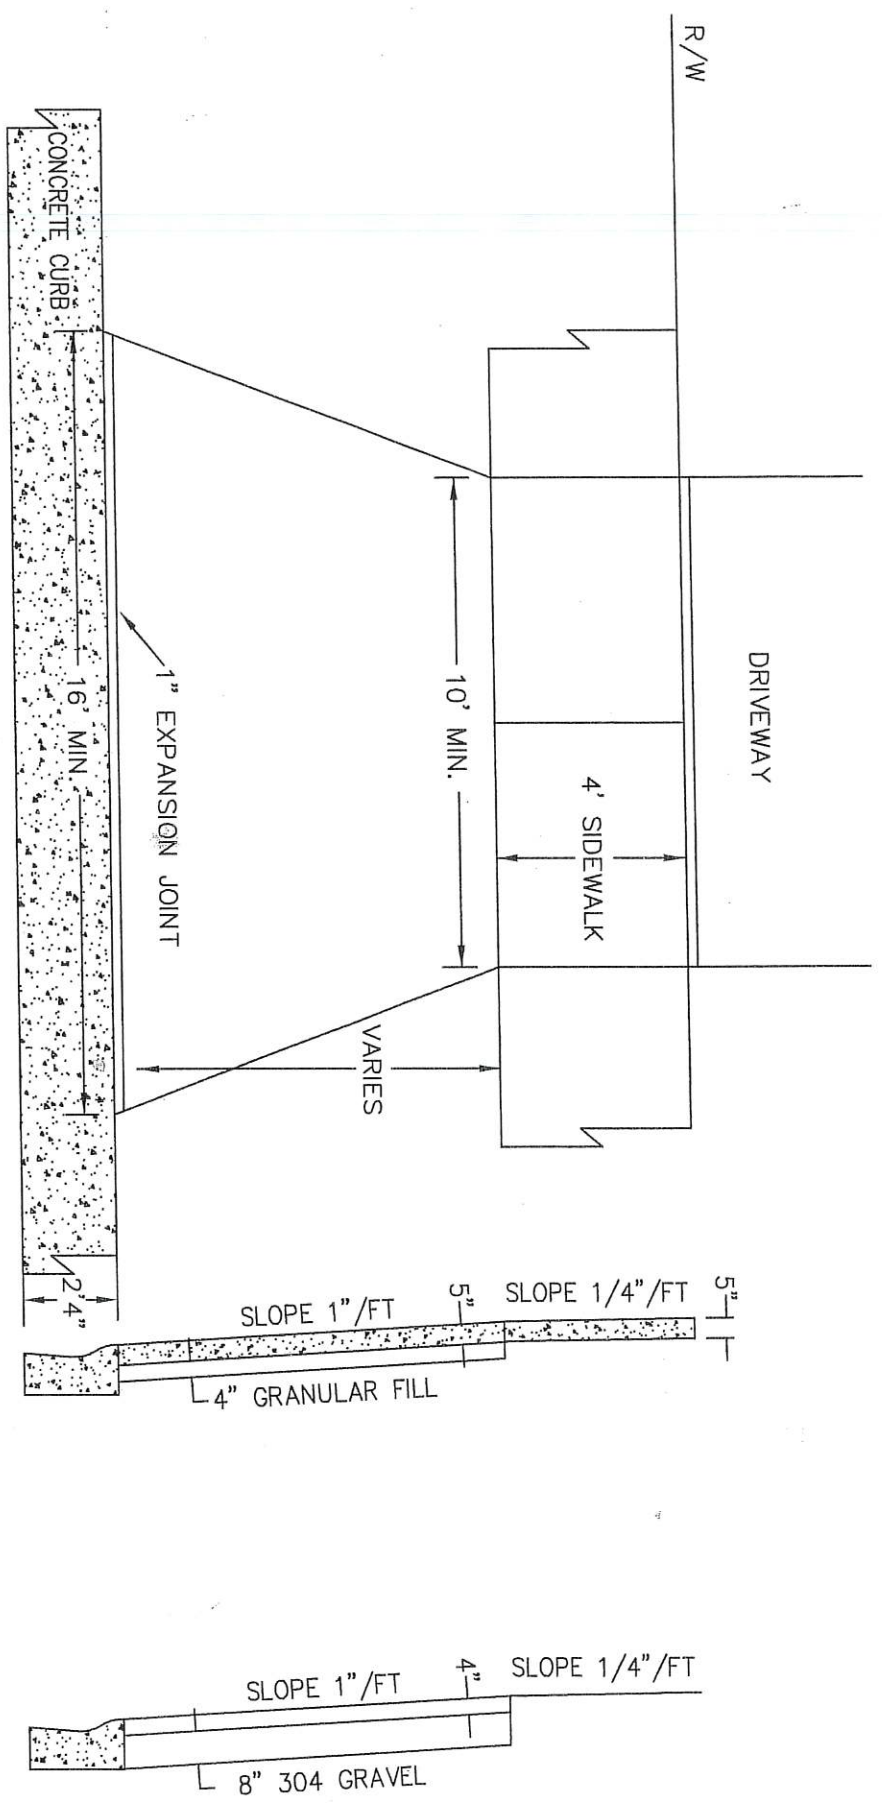 R/W
DRIVEWAY
4' SIDEWALK
10' MIN.
VARIES
1" EXPANSION JOINT
CONCRETE CURB
16' MIN.
2'4"
5"
SLOPE 1/4"/FT
5"
SLOPE 1"/FT
4" GRANULAR FILL
SLOPE 1/4"/FT
4"
SLOPE 1"/FT
8" 304 GRAVEL